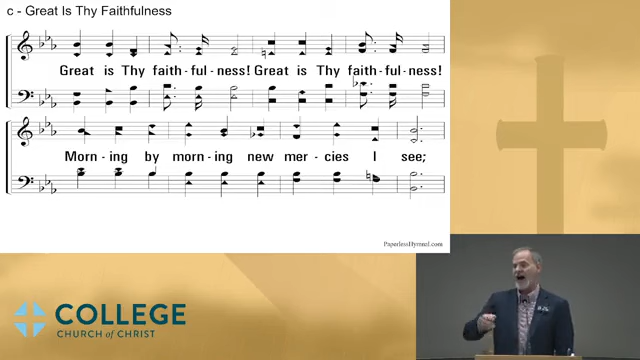 c - Great Is Thy Faithfulness
Great is Thy faith - ful - ness! Great is Thy faith - ful - ness!
Morn - ing by morn - ing new mer - cies I see;
PaperlessHymnal.com
COLLEGE
CHURCH of CHRIST